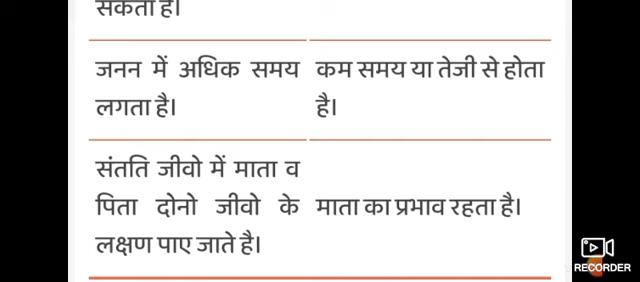 सकता है।
जनन में अधिक समय
लगता है।
कम समय या तेजी से होता
है।
संतति जीवो में माता व
पिता दोनो जीवो के
लक्षण पाए जाते है।
माता का प्रभाव रहता है।
RECORDER